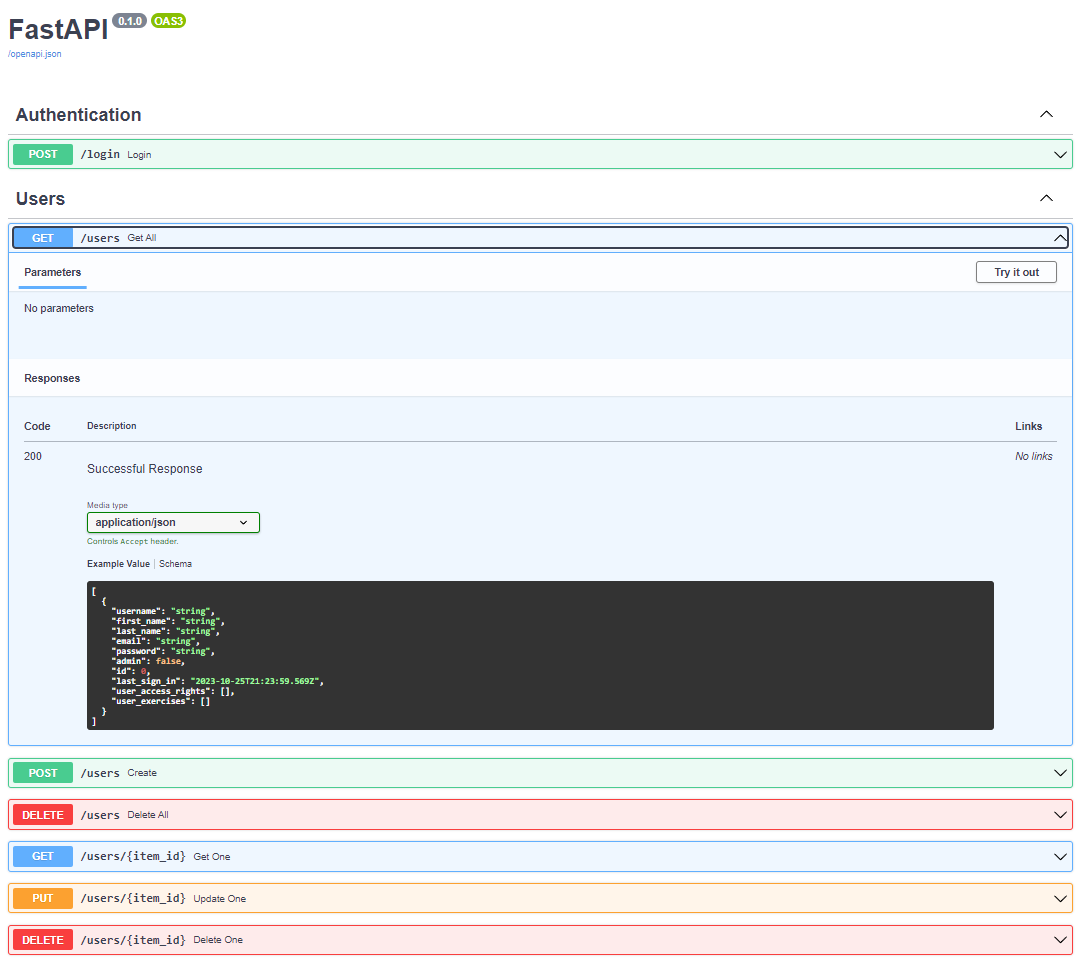 FastAPI 0.1.0 OAS3
/openapi.json
Authentication
POST /login Login
Users
GET /users Get All
Parameters Try it out
No parameters
Responses
Code Description Links
200 Successful Response No links
Media type
application/json
Controls Accept header.
Example Value | Schema
[
  {
    "username": "string",
    "first_name": "string",
    "last_name": "string",
    "email": "string",
    "password": "string",
    "admin": false,
    "id": 0,
    "last_sign_in": "2023-10-25T21:23:59.569Z",
    "user_access_rights": [],
    "user_exercises": []
  }
]
POST /users Create
DELETE /users Delete All
GET /users/{item_id} Get One
PUT /users/{item_id} Update One
DELETE /users/{item_id} Delete One